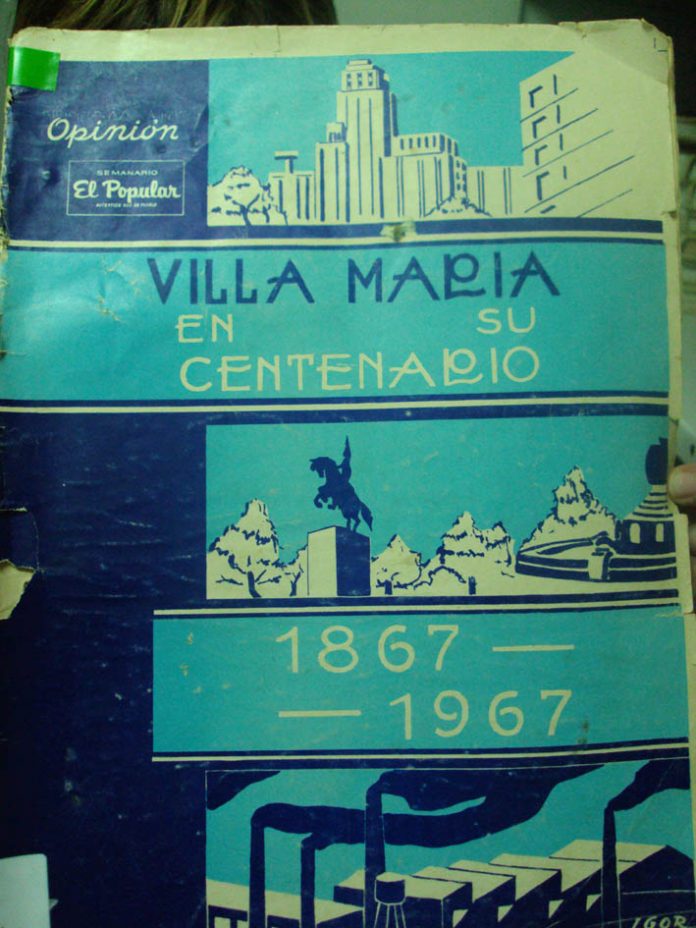 Opinión
SEMANARIO
El Popular
VILLA MARIA
EN SU
CENTENARIO
1867 —
— 1967
IGOR